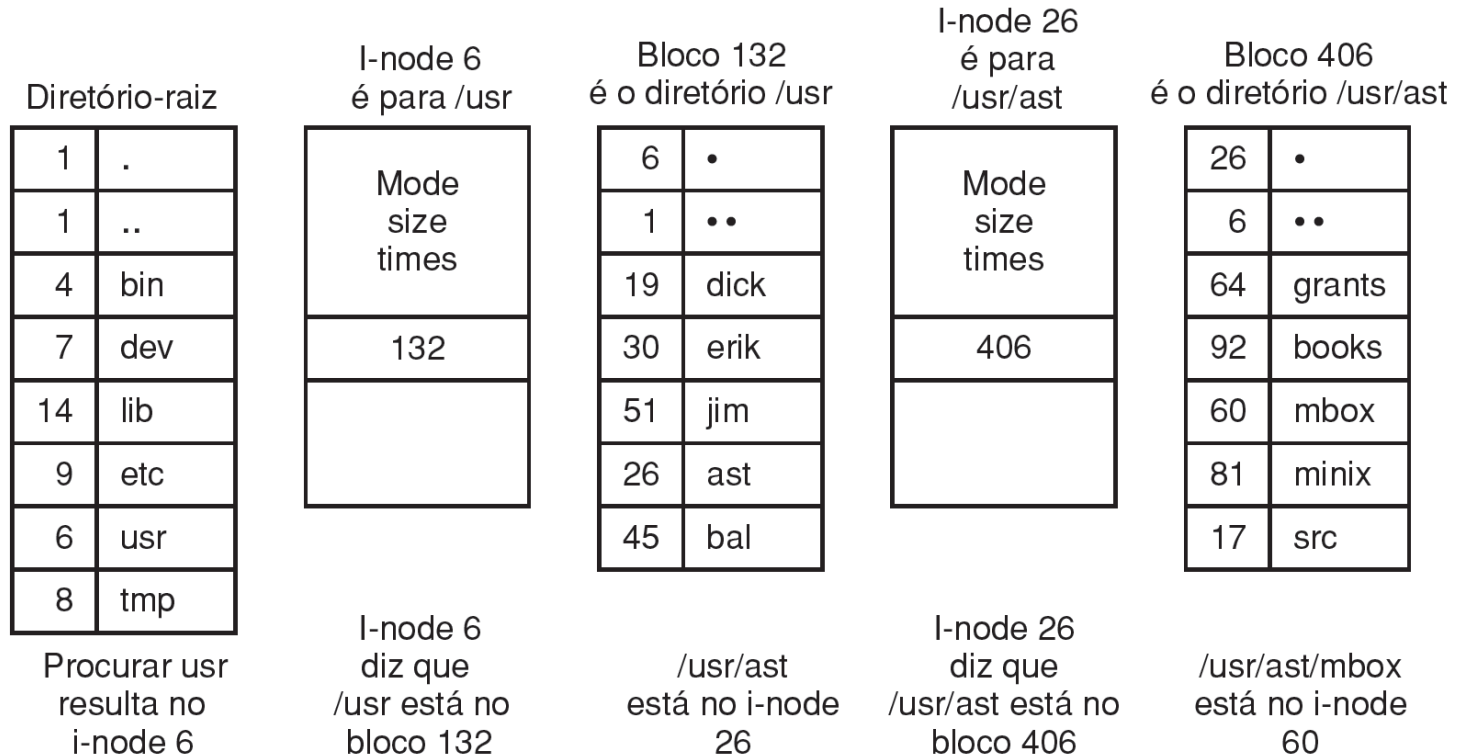 Diretório-raiz
1 .
1 ..
4 bin
7 dev
14 lib
9 etc
6 usr
8 tmp
Procurar usr
resulta no
i-node 6
I-node 6
é para /usr
Mode
size
times
132
I-node 6
diz que
/usr está no
bloco 132
Bloco 132
é o diretório /usr
6 •
1 ••
19 dick
30 erik
51 jim
26 ast
45 bal
/usr/ast
está no i-node
26
I-node 26
é para
/usr/ast
Mode
size
times
406
I-node 26
diz que
/usr/ast está no
bloco 406
Bloco 406
é o diretório /usr/ast
26 •
6 ••
64 grants
92 books
60 mbox
81 minix
17 src
/usr/ast/mbox
está no i-node
60